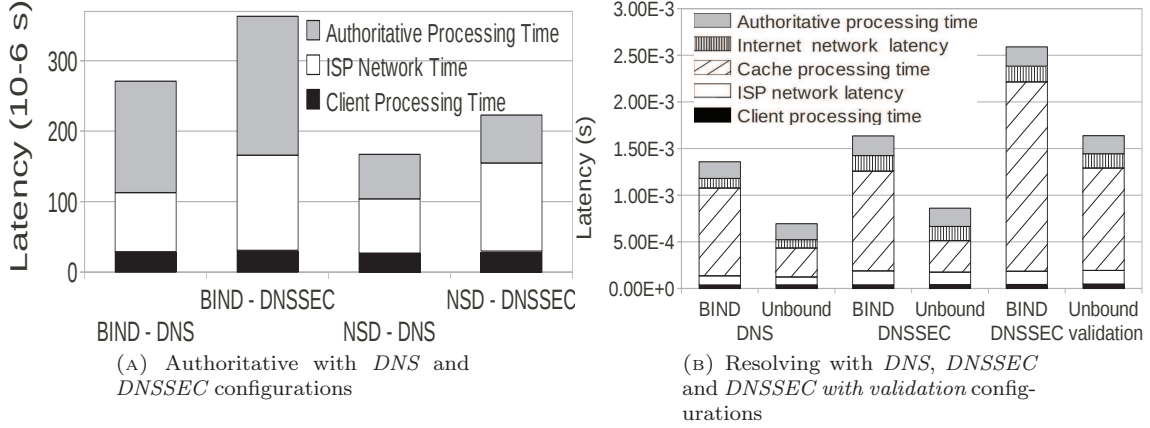 Latency (10-6 s)
300
200
100
0
Authoritative Processing Time
ISP Network Time
Client Processing Time
BIND - DNSSEC
NSD - DNSSEC
BIND - DNS
NSD - DNS
(A) Authoritative with DNS and
DNSSEC configurations
Latency (s)
3.00E-3
2.50E-3
2.00E-3
1.50E-3
1.00E-3
5.00E-4
0.00E+0
Authoritative processing time
Internet network latency
Cache processing time
ISP network latency
Client processing time
BIND Unbound BIND Unbound BIND Unbound
DNS DNSSEC DNSSEC validation
(B) Resolving with DNS, DNSSEC
and DNSSEC with validation config-
urations